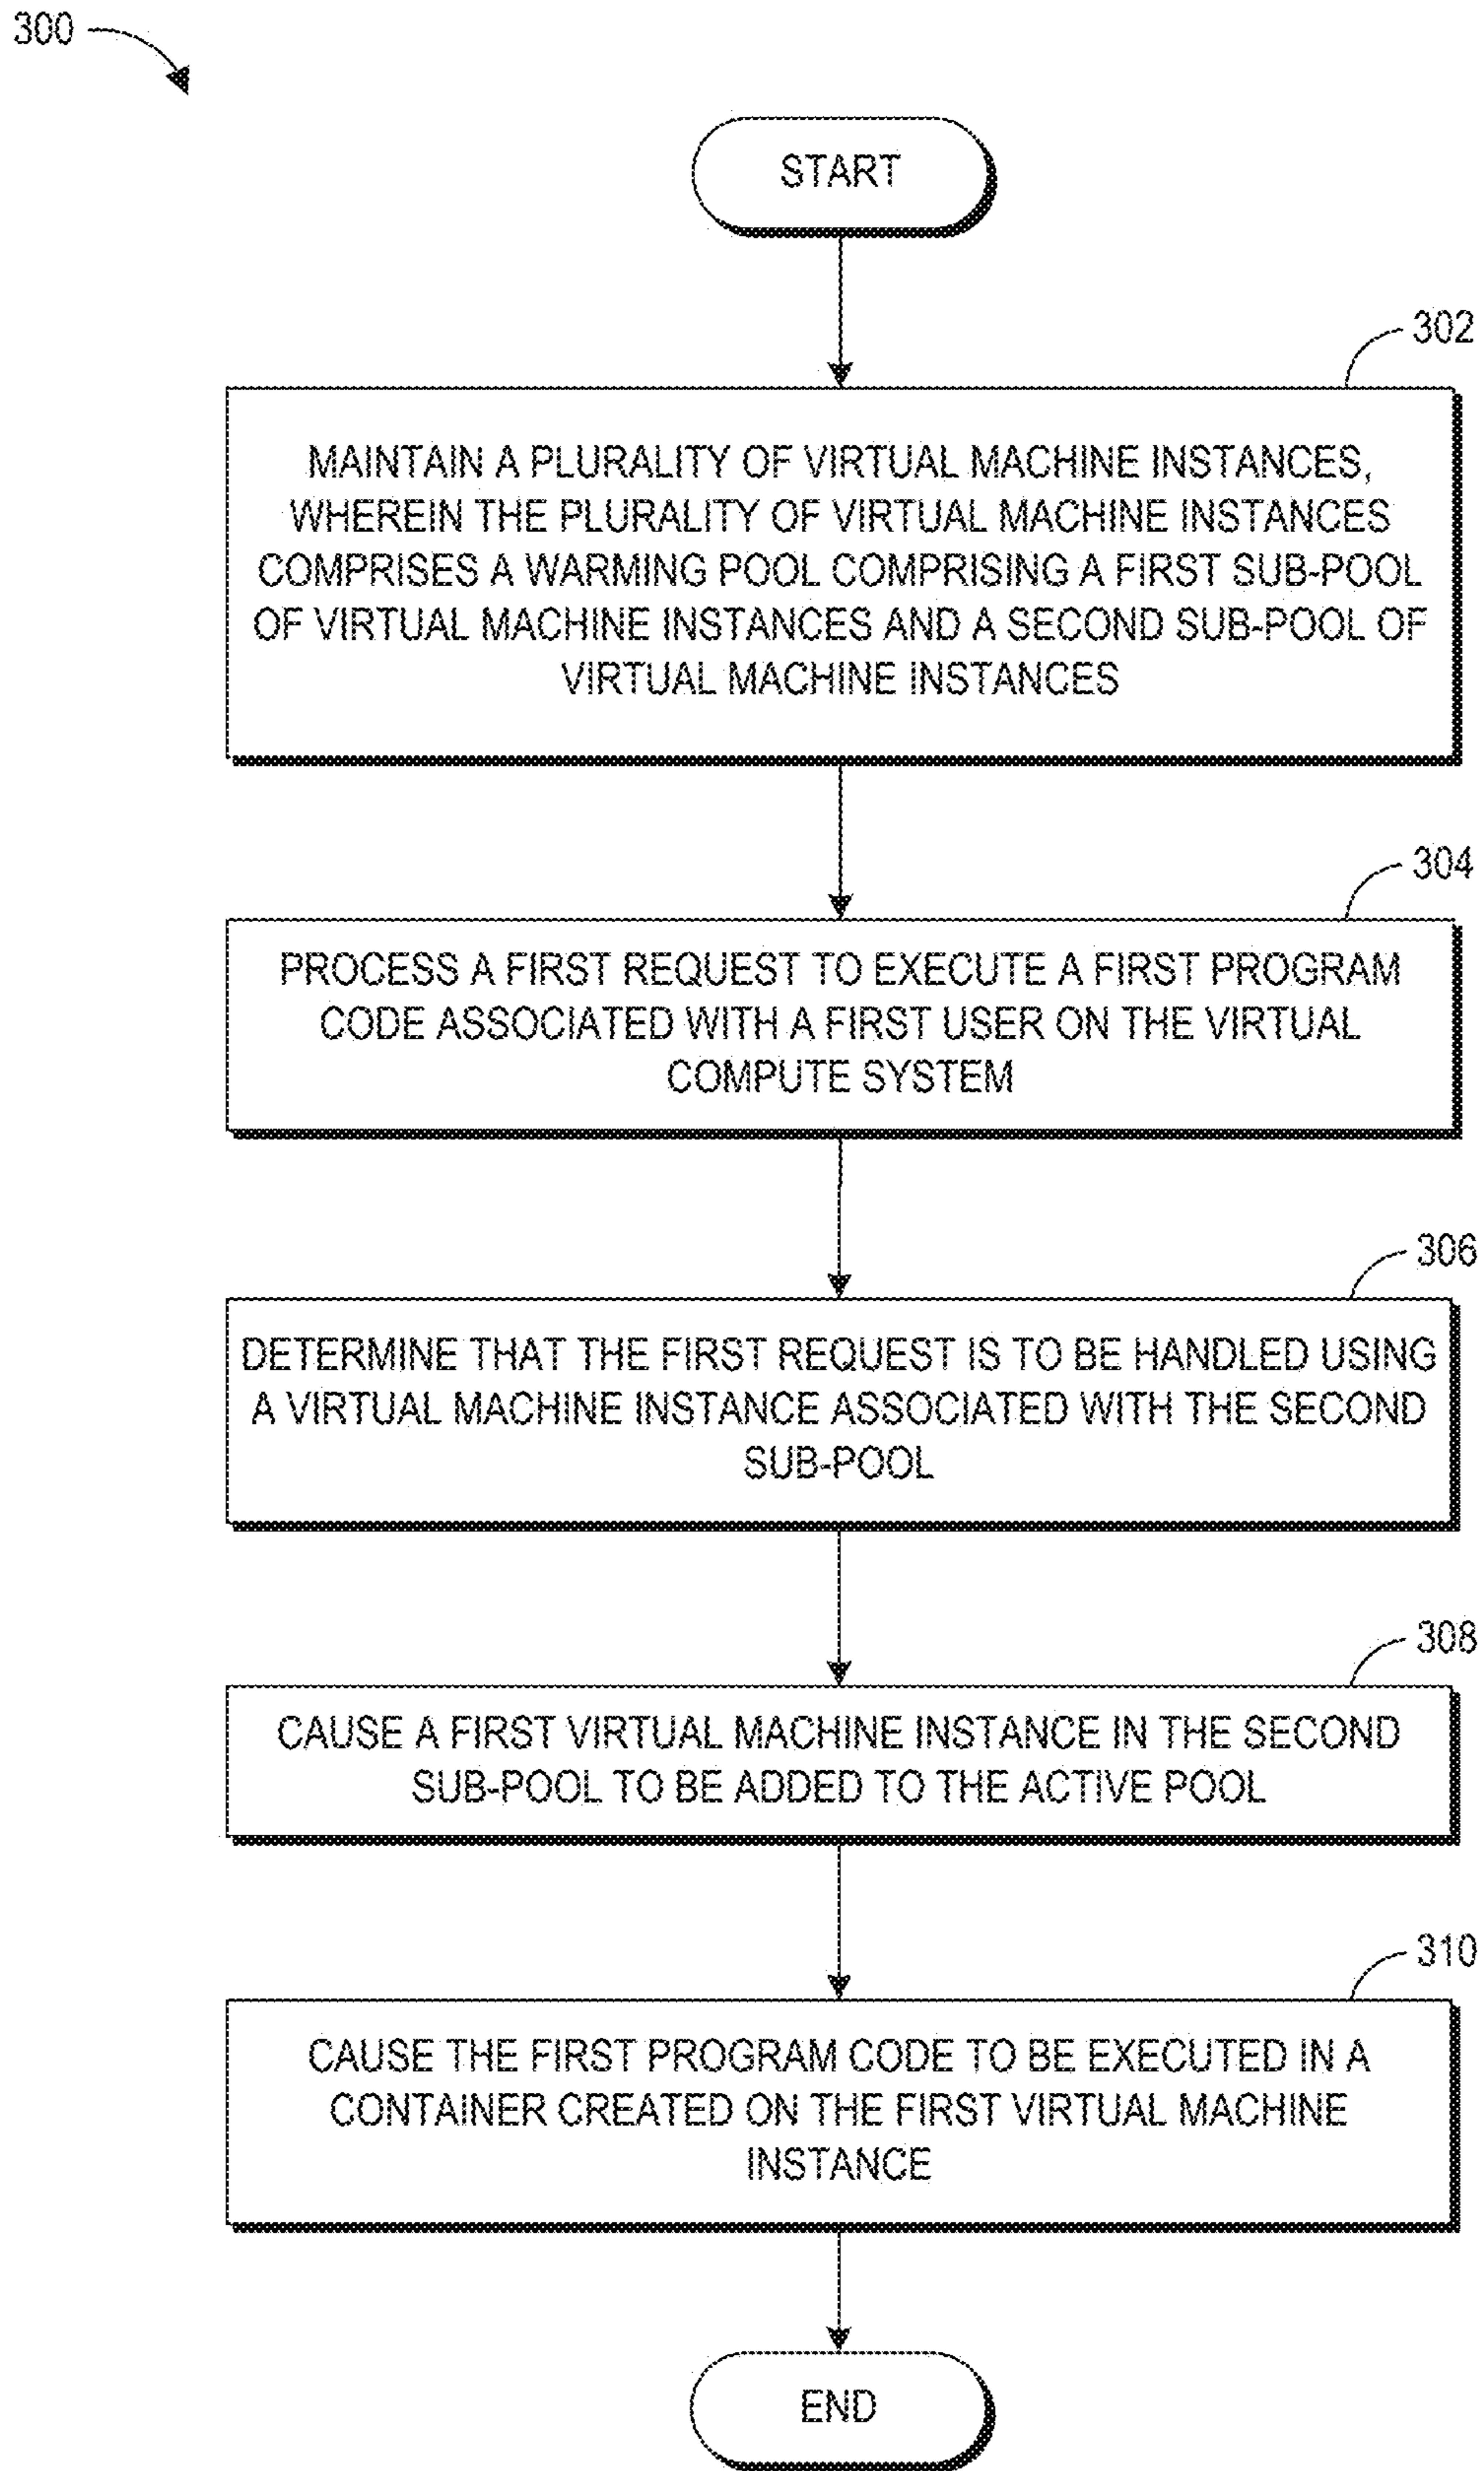 300
START
302
MAINTAIN A PLURALITY OF VIRTUAL MACHINE INSTANCES,
WHEREIN THE PLURALITY OF VIRTUAL MACHINE INSTANCES
COMPRISES A WARMING POOL COMPRISING A FIRST SUB-POOL
OF VIRTUAL MACHINE INSTANCES AND A SECOND SUB-POOL OF
VIRTUAL MACHINE INSTANCES
304
PROCESS A FIRST REQUEST TO EXECUTE A FIRST PROGRAM
CODE ASSOCIATED WITH A FIRST USER ON THE VIRTUAL
COMPUTE SYSTEM
306
DETERMINE THAT THE FIRST REQUEST IS TO BE HANDLED USING
A VIRTUAL MACHINE INSTANCE ASSOCIATED WITH THE SECOND
SUB-POOL
308
CAUSE A FIRST VIRTUAL MACHINE INSTANCE IN THE SECOND
SUB-POOL TO BE ADDED TO THE ACTIVE POOL
310
CAUSE THE FIRST PROGRAM CODE TO BE EXECUTED IN A
CONTAINER CREATED ON THE FIRST VIRTUAL MACHINE
INSTANCE
END